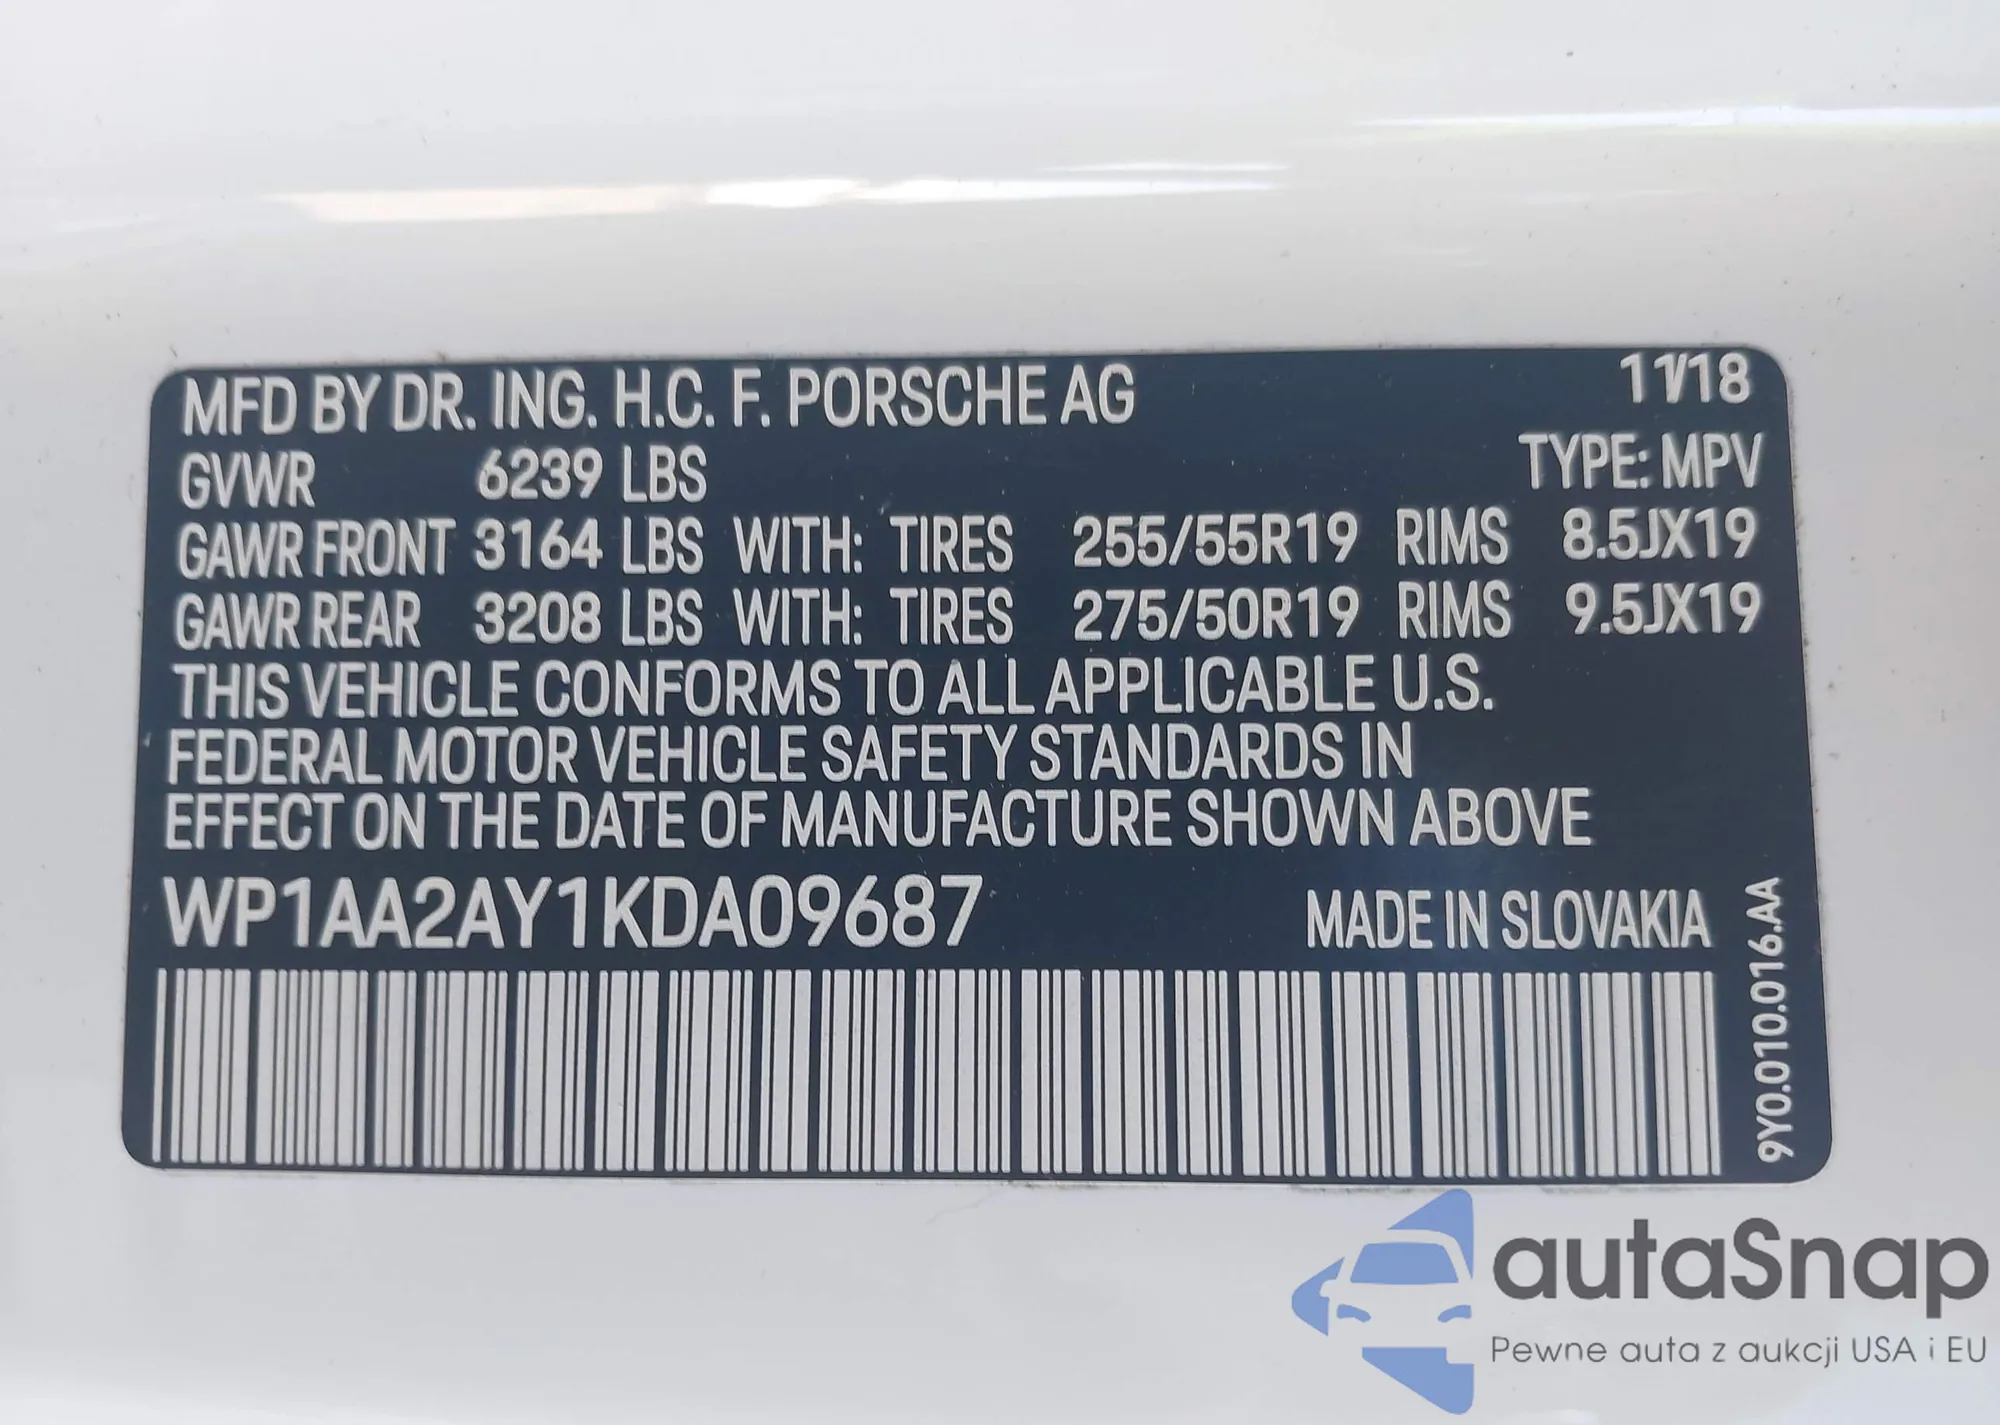 MFD BY DR. ING. H.C. F. PORSCHE AG 11/18
GVWR 6239 LBS TYPE: MPV
GAWR FRONT 3164 LBS WITH: TIRES 255/55R19 RIMS 8.5JX19
GAWR REAR 3208 LBS WITH: TIRES 275/50R19 RIMS 9.5JX19
THIS VEHICLE CONFORMS TO ALL APPLICABLE U.S.
FEDERAL MOTOR VEHICLE SAFETY STANDARDS IN
EFFECT ON THE DATE OF MANUFACTURE SHOWN ABOVE
WP1AA2AY1KDA09687 MADE IN SLOVAKIA
9Y0.010.016.AA
autaSnap
Pewne auta z aukcji USA i EU